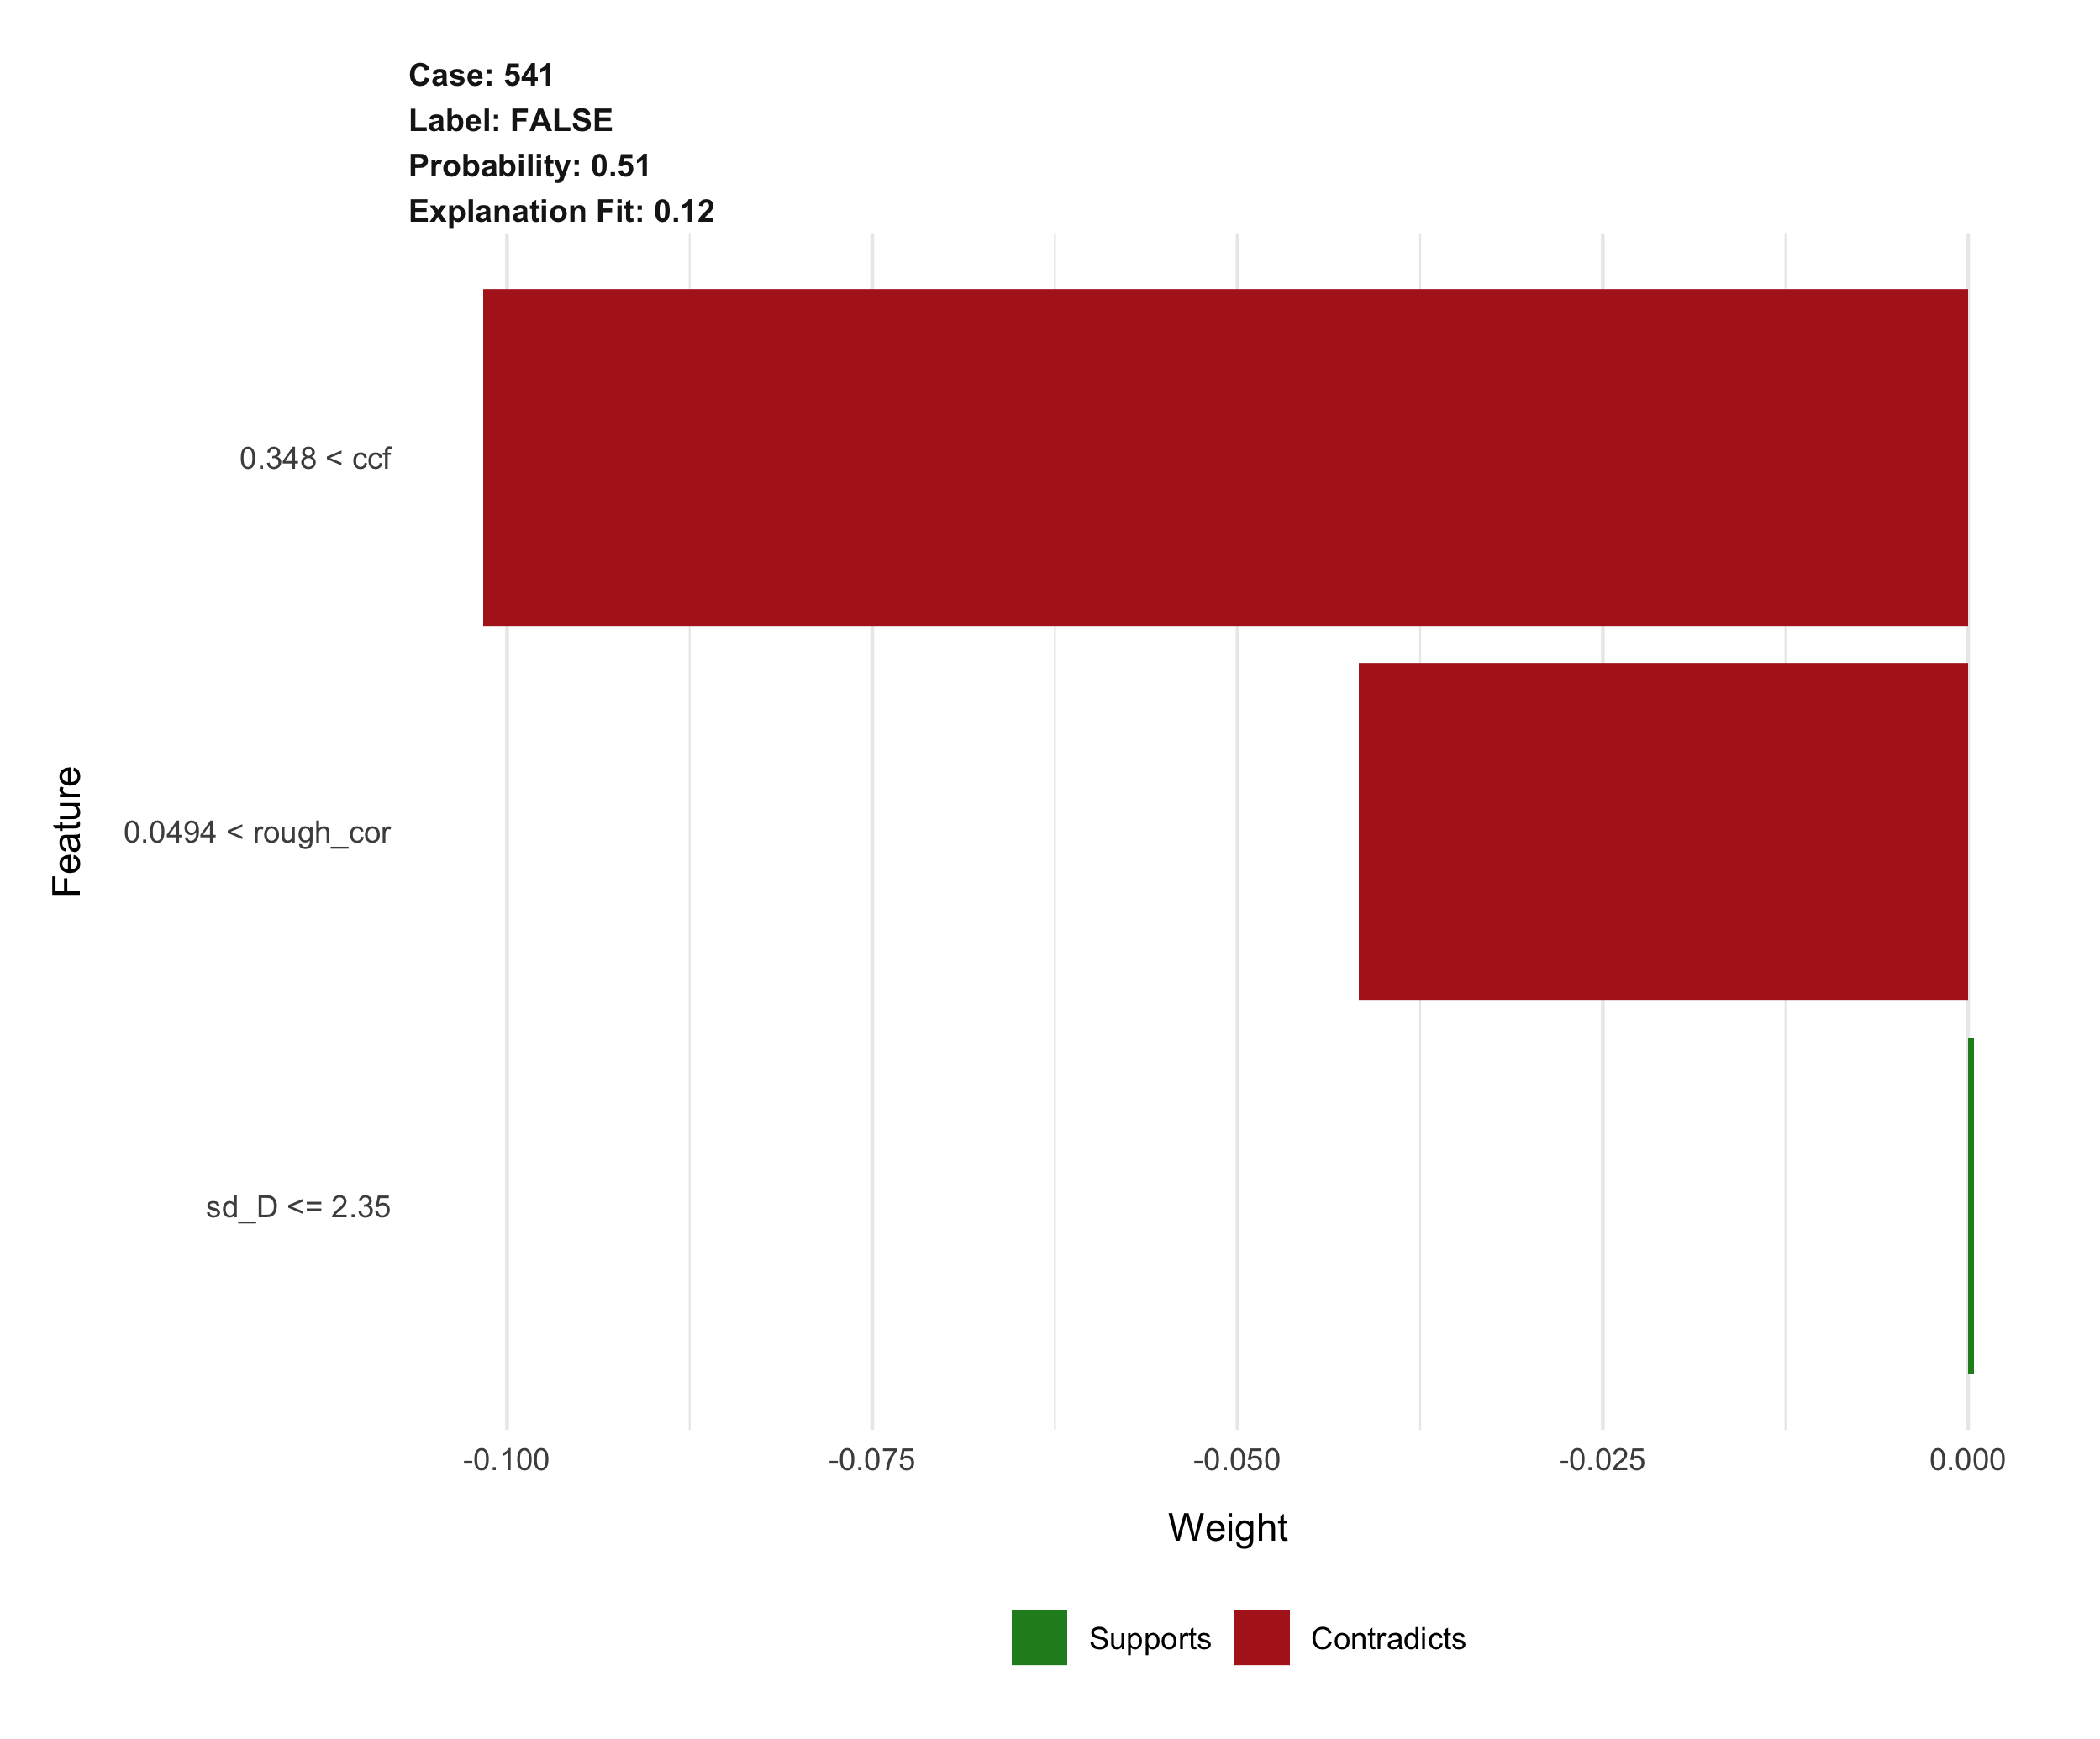 Case: 541
Label: FALSE
Probability: 0.51
Explanation Fit: 0.12
0.348 < ccf
0.0494 < rough_cor
sd_D <= 2.35
Feature
-0.100
-0.075
-0.050
-0.025
0.000
Weight
Supports
Contradicts